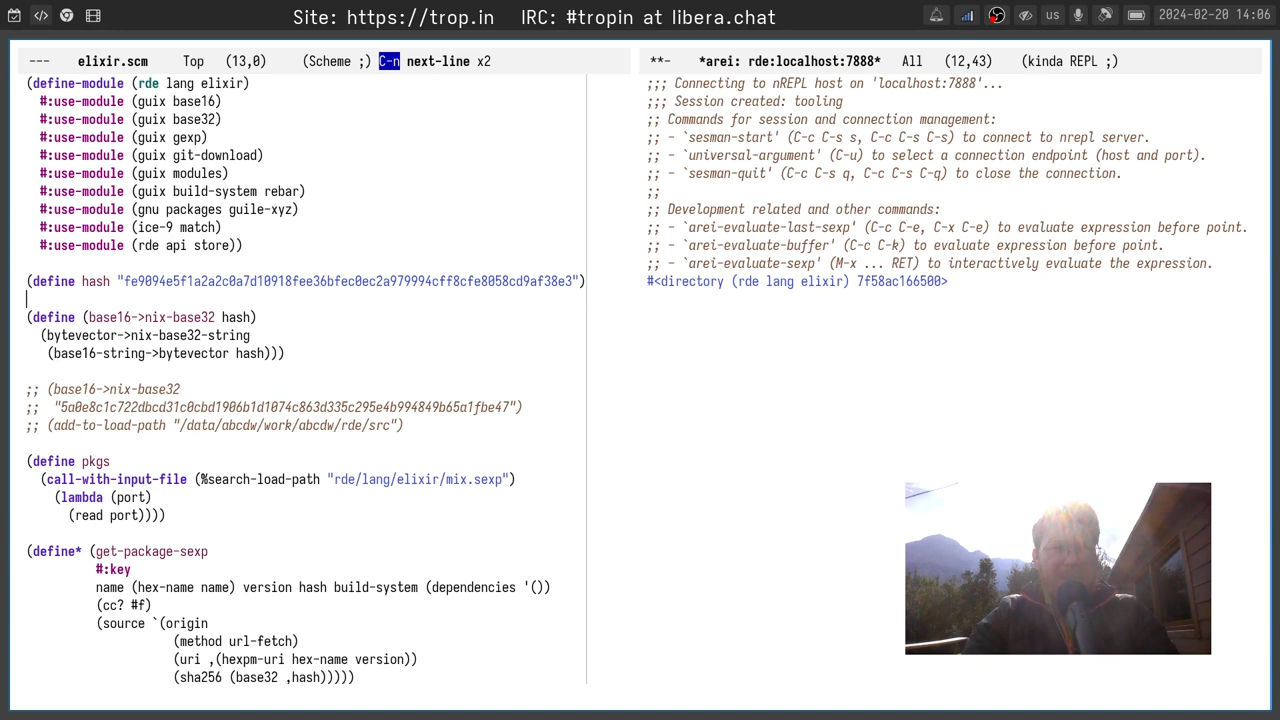 Site: https://trop.in IRC: #tropin at libera.chat
us 2024-02-20 14:06
--- elixir.scm Top (13,0) (Scheme ;) C-n next-line x2
(define-module (rde lang elixir)
#:use-module (guix base16)
#:use-module (guix base32)
#:use-module (guix gexp)
#:use-module (guix git-download)
#:use-module (guix modules)
#:use-module (guix build-system rebar)
#:use-module (gnu packages guile-xyz)
#:use-module (ice-9 match)
#:use-module (rde api store))
(define hash "fe9094e5f1a2a2c0a7d10918fee36bfec0ec2a979994cff8cfe8058cd9af38e3")
(define (base16->nix-base32 hash)
(bytevector->nix-base32-string
(base16-string->bytevector hash)))
;; (base16->nix-base32
;; "5a0e8c1c722dbcd31c0cbd1906b1d1074c863d335c295e4b994849b65a1fbe47")
;; (add-to-load-path "/data/abcdw/work/abcdw/rde/src")
(define pkgs
(call-with-input-file (%search-load-path "rde/lang/elixir/mix.sexp")
(lambda (port)
(read port))))
(define* (get-package-sexp
#:key
name (hex-name name) version hash build-system (dependencies '())
(cc? #f)
(source `(origin
(method url-fetch)
(uri ,(hexpm-uri hex-name version))
(sha256 (base32 ,hash)))))
**- *arei: rde:localhost:7888* All (12,43) (kinda REPL ;)
;;; Connecting to nREPL host on 'localhost:7888'...
;;; Session created: tooling
;; Commands for session and connection management:
;; - `sesman-start' (C-c C-s s, C-c C-s C-s) to connect to nrepl server.
;; - `universal-argument' (C-u) to select a connection endpoint (host and port).
;; - `sesman-quit' (C-c C-s q, C-c C-s C-q) to close the connection.
;;
;; Development related and other commands:
;; - `arei-evaluate-last-sexp' (C-c C-e, C-x C-e) to evaluate expression before point.
;; - `arei-evaluate-buffer' (C-c C-k) to evaluate expression before point.
;; - `arei-evaluate-sexp' (M-x ... RET) to interactively evaluate the expression.
#<directory (rde lang elixir) 7f58ac166500>